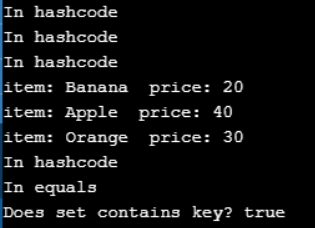 In hashcode
In hashcode
In hashcode
item: Banana  price: 20
item: Apple  price: 40
item: Orange  price: 30
In hashcode
In equals
Does set contains key? true